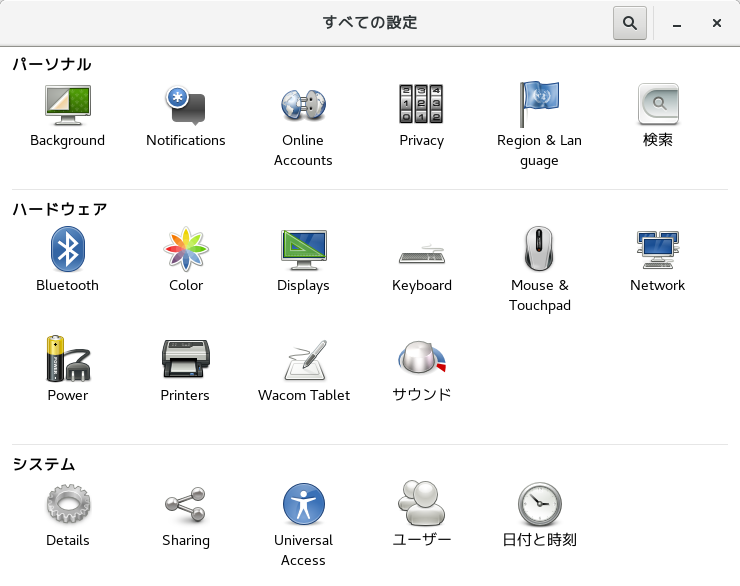 すべての設定
パーソナル
Background
Notifications
Online
Accounts
Privacy
Region & Lan
guage
検索
ハードウェア
Bluetooth
Color
Displays
Keyboard
Mouse &
Touchpad
Network
Power
Printers
Wacom Tablet
サウンド
システム
Details
Sharing
Universal
Access
ユーザー
日付と時刻